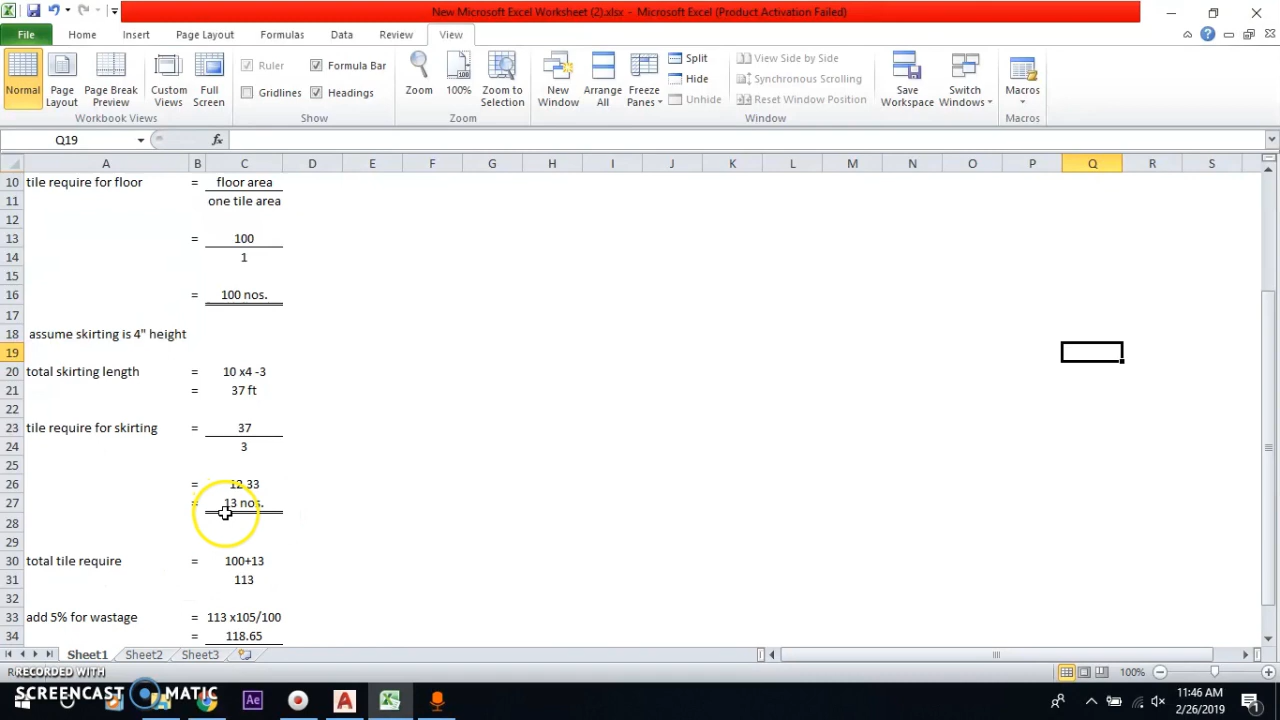 New Microsoft Excel Worksheet (2).xlsx - Microsoft Excel (Product Activation Failed)
File Home Insert Page Layout Formulas Data Review View
Normal Page Layout Page Break Preview Custom Views Full Screen
Workbook Views
Ruler Formula Bar
Gridlines Headings
Show
Zoom 100% Zoom to Selection
Zoom
New Window Arrange All Freeze Panes
Split
Hide
Unhide
View Side by Side
Synchronous Scrolling
Reset Window Position
Window
Save Workspace Switch Windows
Macros
Macros
Q19 fx
A B C D E F G H I J K L M N O P Q R S
10 tile require for floor = floor area
11 one tile area
12
13 = 100
14 1
15
16 = 100 nos.
17
18 assume skirting is 4" height
19
20 total skirting length = 10 x4 -3
21 = 37 ft
22
23 tile require for skirting = 37
24 3
25
26 = 12.33
27 = 13 nos.
28
29
30 total tile require = 100+13
31 113
32
33 add 5% for wastage = 113 x105/100
34 = 118.65
Sheet1 Sheet2 Sheet3
100%
RECORDED WITH
SCREENCAST MATIC
Ae
11:46 AM
2/26/2019
1